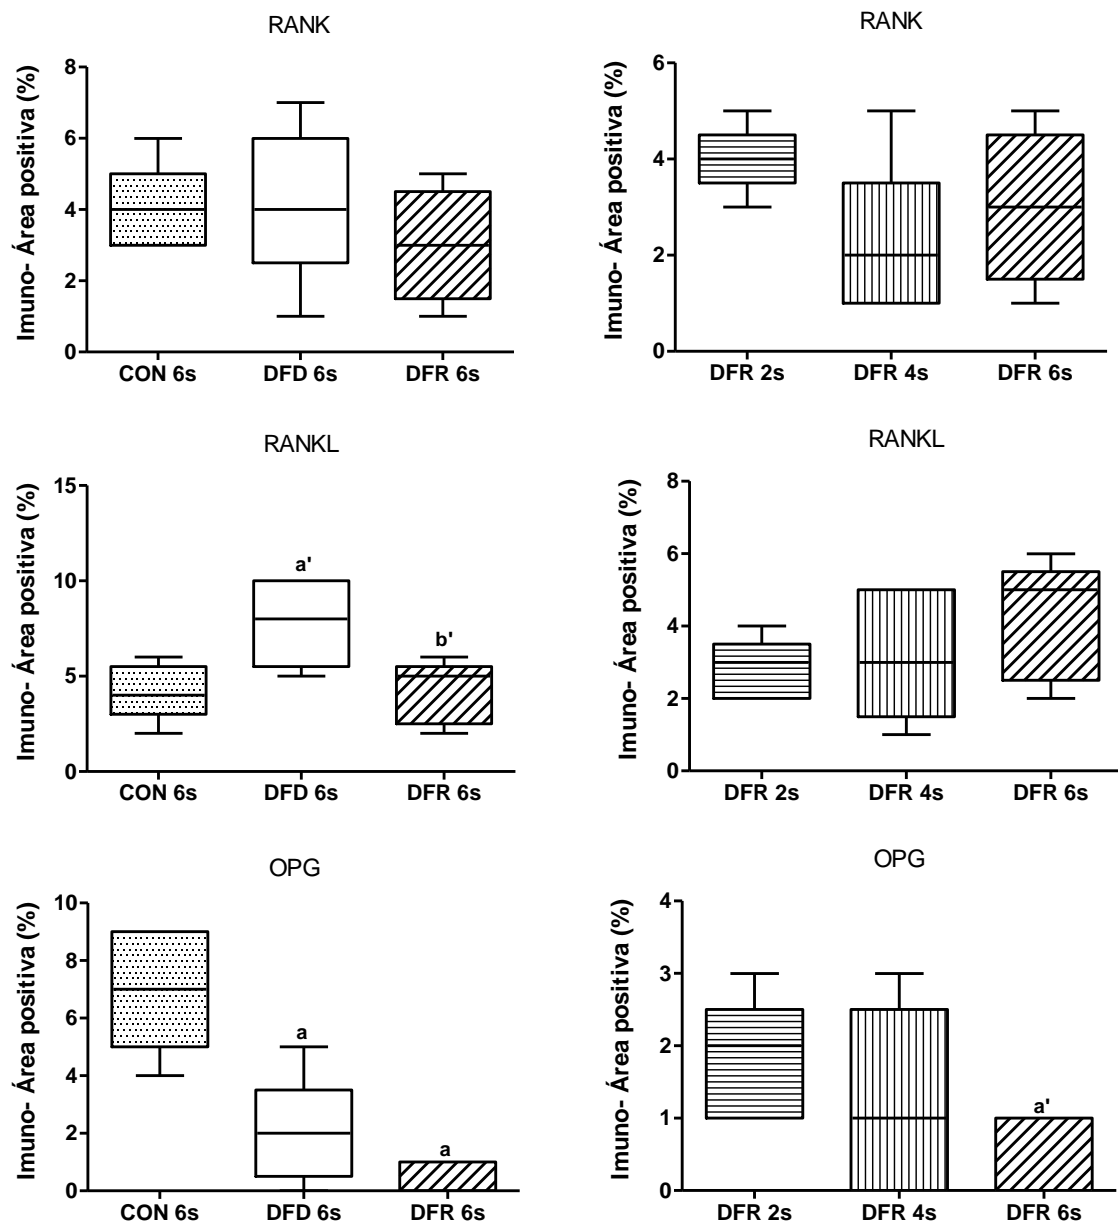 RANK
Imuno- Área positiva (%)
8
6
4
2
0
CON 6s DFD 6s DFR 6s
RANK
Imuno- Área positiva (%)
6
4
2
0
DFR 2s DFR 4s DFR 6s
RANKL
Imuno- Área positiva (%)
15
10
5
0
a'
b'
CON 6s DFD 6s DFR 6s
RANKL
Imuno- Área positiva (%)
8
6
4
2
0
DFR 2s DFR 4s DFR 6s
OPG
Imuno- Área positiva (%)
10
8
6
4
2
0
a
a
CON 6s DFD 6s DFR 6s
OPG
Imuno- Área positiva (%)
4
3
2
1
0
a'
DFR 2s DFR 4s DFR 6s